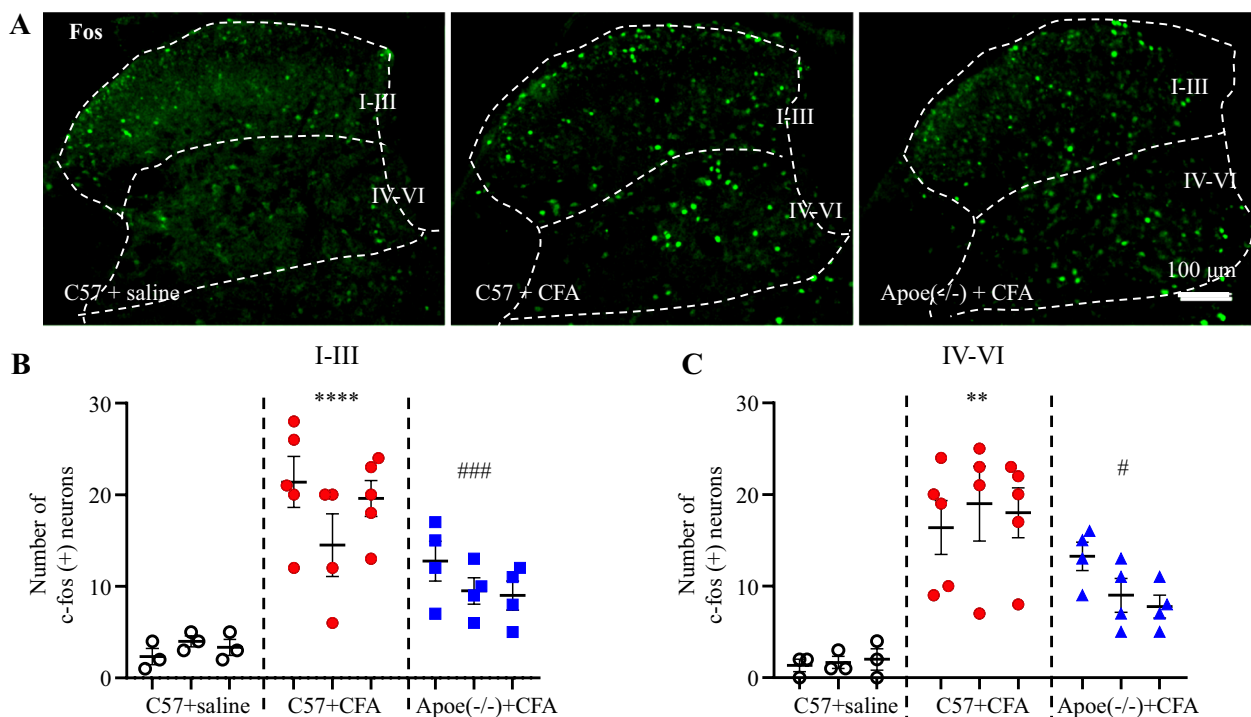 A
Fos
I-III
IV-VI
C57 + saline
I-III
IV-VI
C57 + CFA
I-III
IV-VI
100 μm
Apoe(-/-) + CFA
B
I-III
Number of
c-fos (+) neurons
30
20
10
0
****
###
C57+saline
C57+CFA
Apoe(-/-)+CFA
C
IV-VI
Number of
c-fos (+) neurons
30
20
10
0
**
#
C57+saline
C57+CFA
Apoe(-/-)+CFA